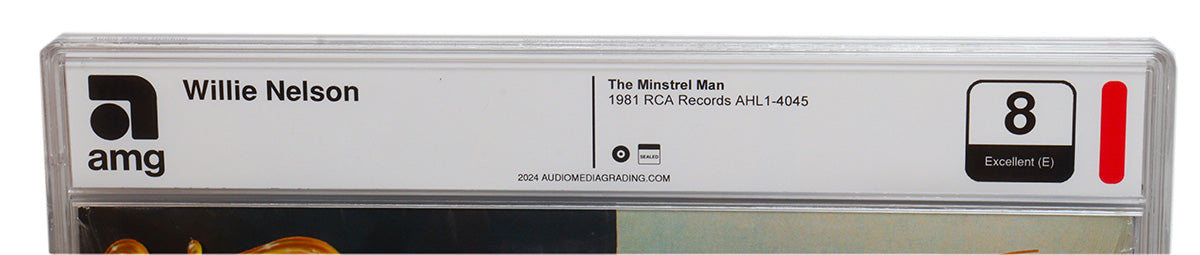 amg
Willie Nelson
The Minstrel Man
1981 RCA Records AHL1-4045
SEALED
2024 AUDIOMEDIAGRADING.COM
8
Excellent (E)